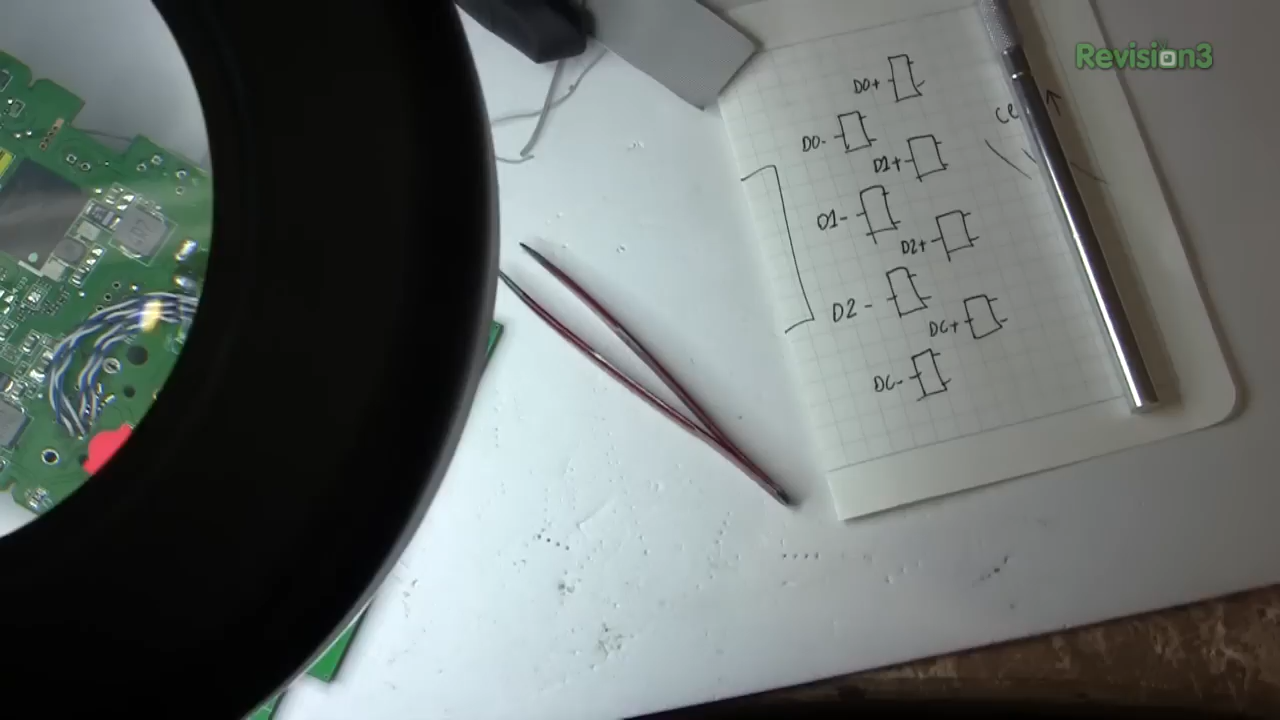 Revision3
D0+
D0-
D1+
D1-
D2+
D2-
DC+
DC-